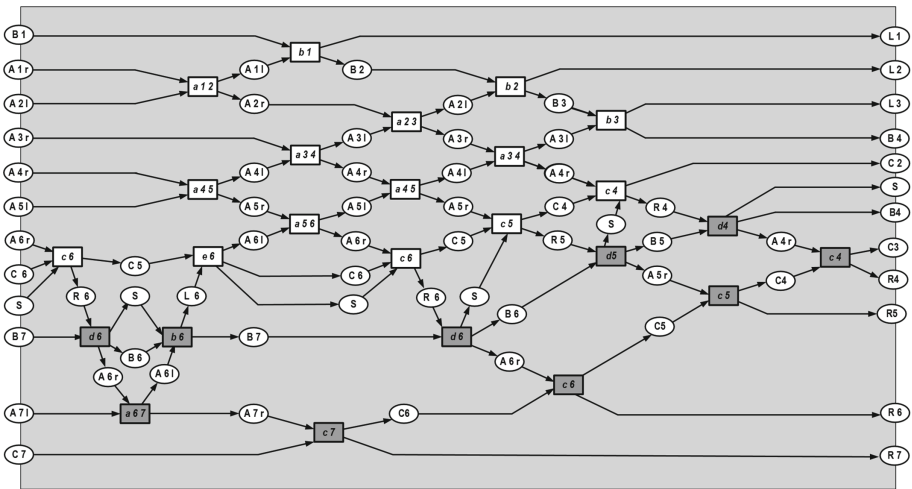 B1
b1
L1
A1r
A1l
B2
L2
a12
b2
A2l
A2r
A2l
B3
L3
a23
b3
A3r
A3l
A3r
A3l
B4
a34
a34
C2
A4r
A4l
A4r
A4l
A4r
S
a45
a45
c4
A5l
A5r
A5l
A5r
C4
R4
B4
a56
c5
S
d4
A6r
A6l
A6r
C5
R5
B5
A4r
C3
c6
e6
c6
d5
c4
C6
C5
C6
A5r
C4
R4
S
R6
S
L6
S
R6
S
B6
c5
R5
B7
d6
b6
B7
d6
C5
B6
A6r
A6r
A6l
c6
A7l
a67
A7r
C6
R6
c7
C7
R7